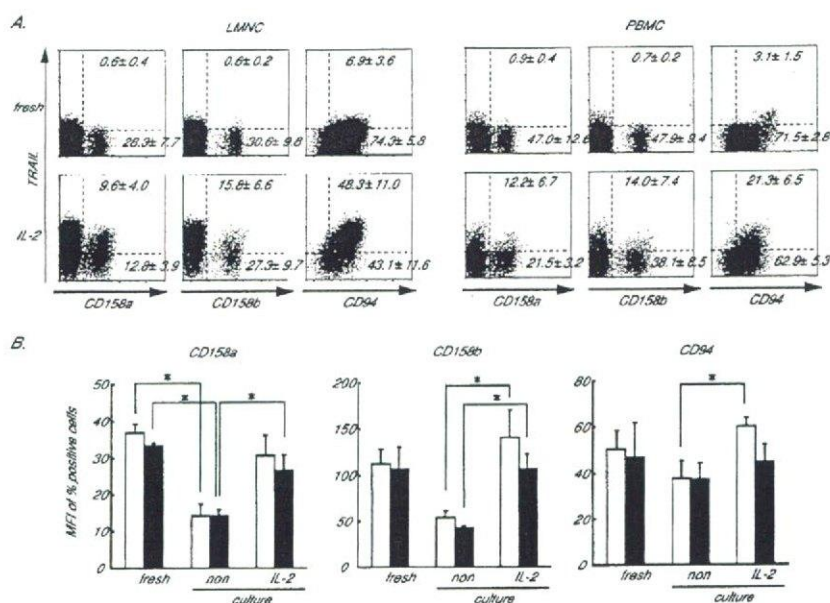 A.
LMNC
PBMC
fresh
0.6± 0.4
26.3± 7.7
0.6± 0.2
30.6± 9.8
6.9± 3.6
74.3± 5.8
0.9± 0.4
47.0± 12.6
0.7± 0.2
47.9± 9.4
3.1± 1.5
71.5± 2.6
TRAIL
IL-2
9.6± 4.0
12.8± 3.9
15.8± 6.6
27.3± 9.7
48.3± 11.0
43.1± 11.6
12.2± 6.7
21.5± 3.2
14.0± 7.4
38.1± 8.5
21.3± 6.5
62.9± 5.3
CD158a
CD158b
CD94
CD158a
CD158b
CD94
B.
CD158a
CD158b
CD94
MFI of % positive cells
50
40
30
20
10
0
*
*
*
fresh
non
IL-2
culture
200
150
100
50
0
*
*
fresh
non
IL-2
culture
80
60
40
20
0
*
fresh
non
IL-2
culture